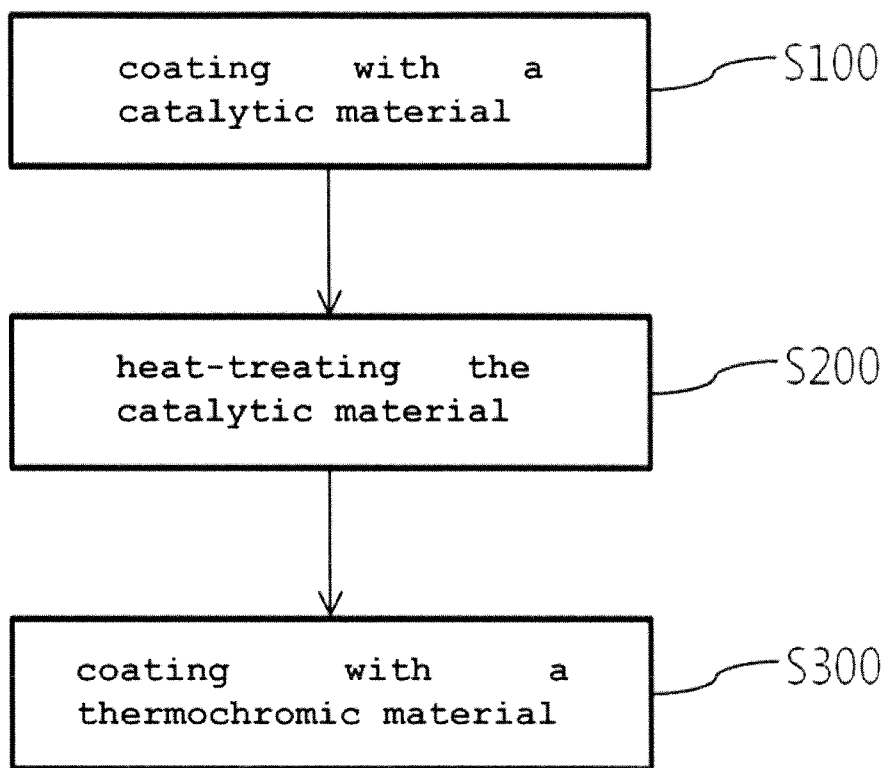 coating with a
catalytic material
S100
heat-treating the
catalytic material
S200
coating with a
thermochromic material
S300